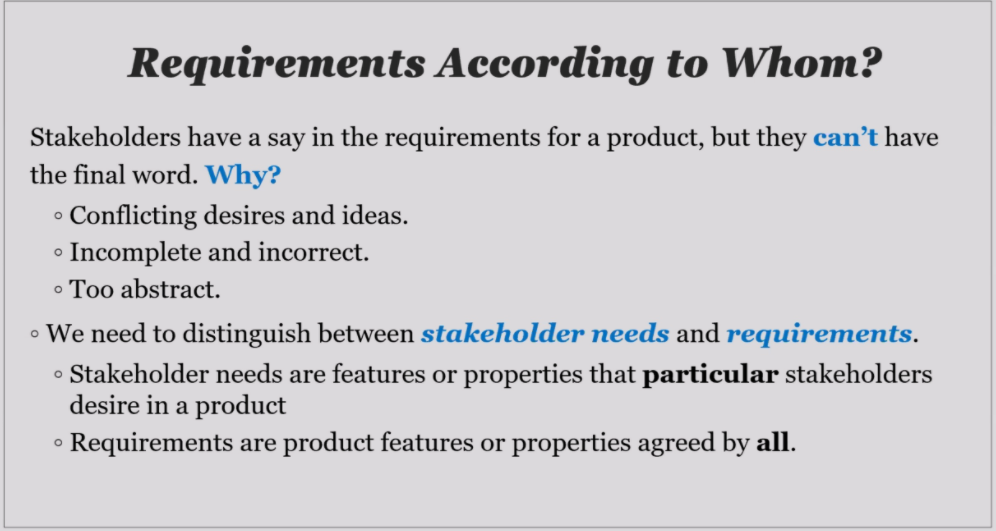 Requirements According to Whom?
Stakeholders have a say in the requirements for a product, but they can't have
the final word. Why?
◦ Conflicting desires and ideas.
◦ Incomplete and incorrect.
◦ Too abstract.
◦ We need to distinguish between stakeholder needs and requirements.
◦ Stakeholder needs are features or properties that particular stakeholders
desire in a product
◦ Requirements are product features or properties agreed by all.